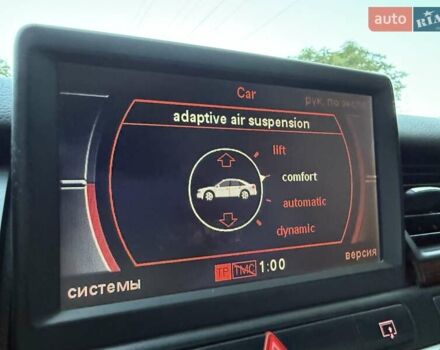 auto RIA
Car
рук. по экспл.
adaptive air suspension
lift
comfort
automatic
dynamic
TP TMC 1:00
системы
версия